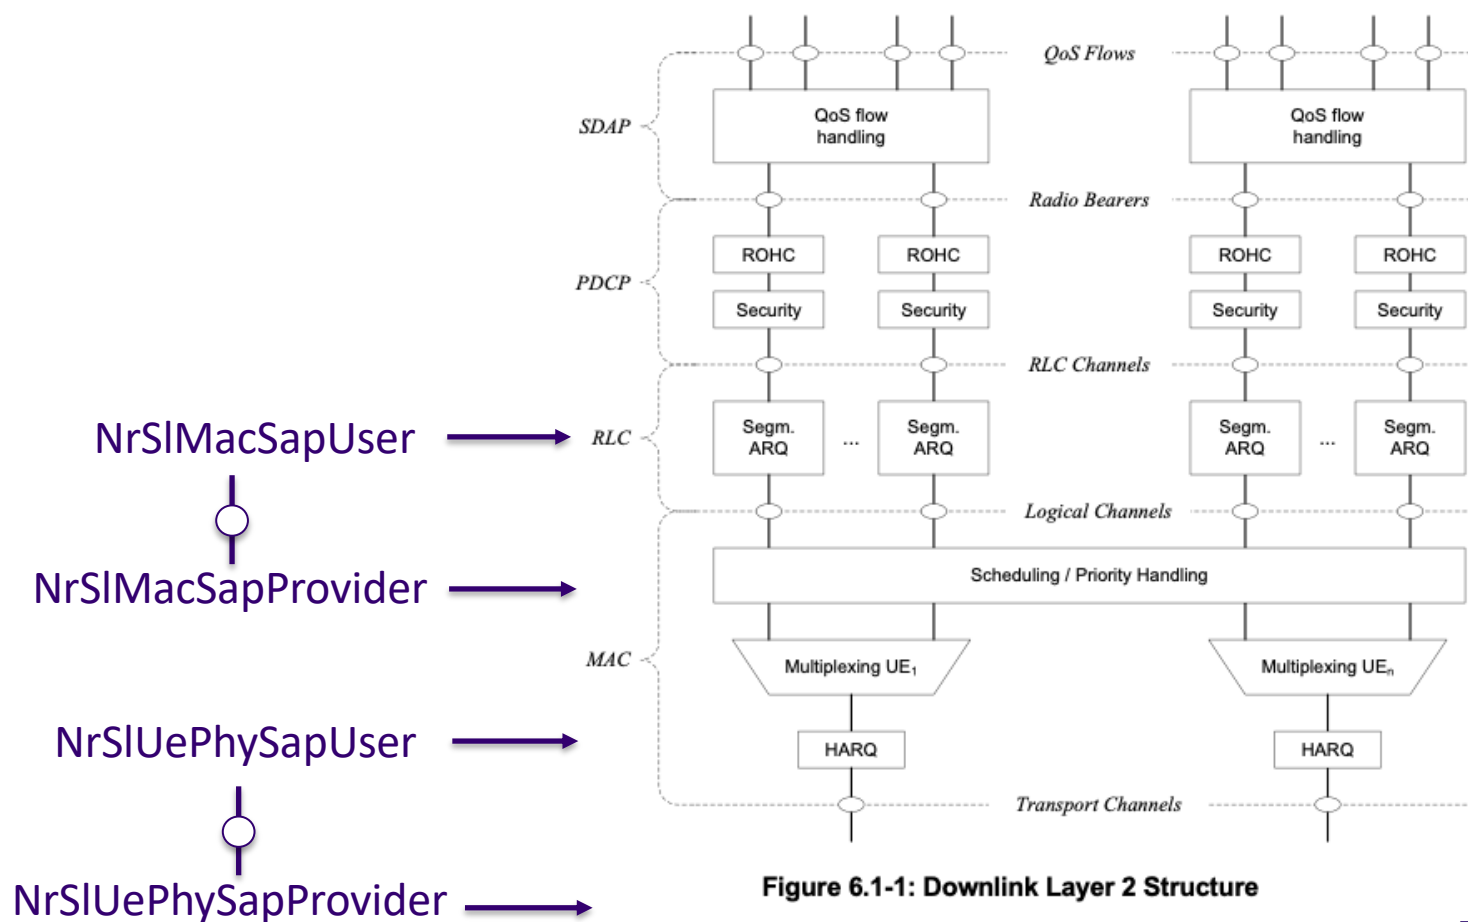 QoS Flows
QoS flow
handling
QoS flow
handling
SDAP
Radio Bearers
ROHC
ROHC
ROHC
ROHC
PDCP
Security
Security
Security
Security
RLC Channels
NrSlMacSapUser
RLC
Segm.
ARQ
...
Segm.
ARQ
Segm.
ARQ
...
Segm.
ARQ
Logical Channels
NrSlMacSapProvider
Scheduling / Priority Handling
MAC
Multiplexing UE1
Multiplexing UEn
NrSlUePhySapUser
HARQ
HARQ
Transport Channels
NrSlUePhySapProvider
Figure 6.1-1: Downlink Layer 2 Structure